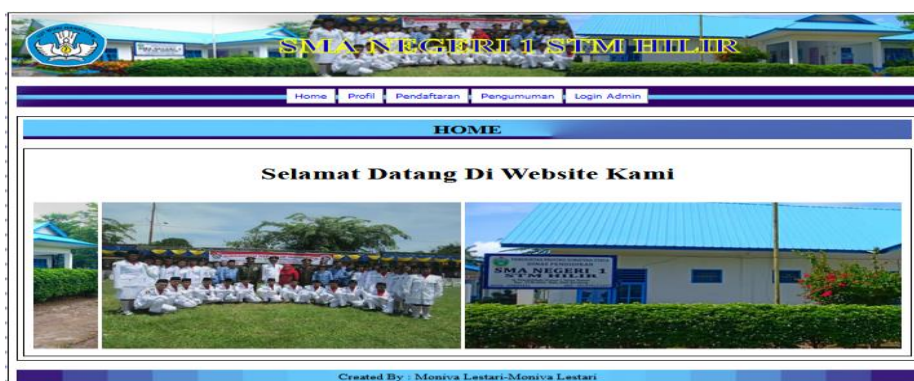 SMA NEGERI 1 STM HILIR
Home Profil Pendaftaran Pengumuman Login Admin
HOME
Selamat Datang Di Website Kami
SMA NEGERI 1
STM HILIR
Created By : Moniva Lestari-Moniva Lestari